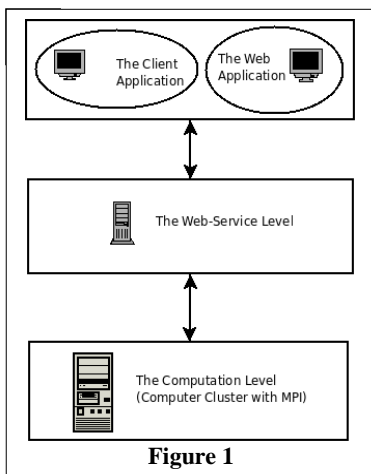 The Client
Application
The Web
Application
The Web-Service Level
The Computation Level
(Computer Cluster with MPI)
Figure 1